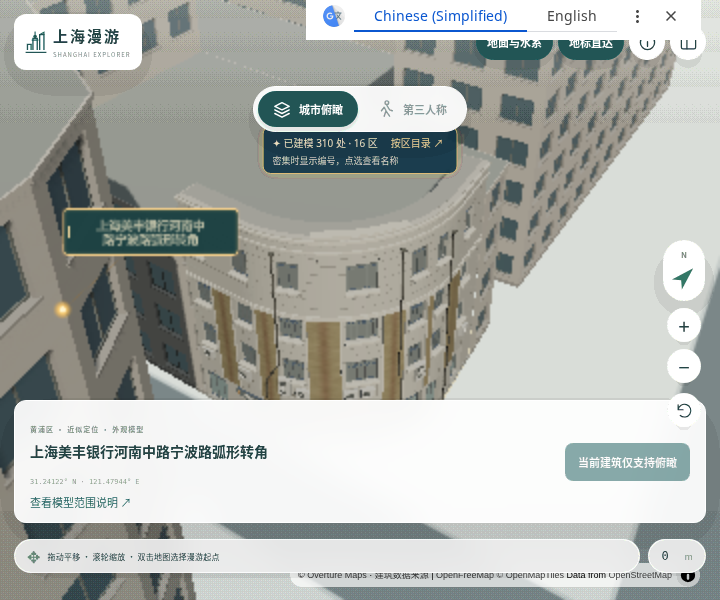 Chinese (Simplified)
English
上海漫游
SHANGHAI EXPLORER
地面与水系
地标直达
城市俯瞰
第三人称
✦ 已建模 310 处 · 16 区 按区目录 ↗
密集时显示编号，点选查看名称
上海美丰银行河南中
路宁波路弧形转角
N
+
−
黄浦区 · 近似定位 · 外观模型
上海美丰银行河南中路宁波路弧形转角
31.24122° N · 121.47944° E
查看模型范围说明 ↗
当前建筑仅支持俯瞰
拖动平移 · 滚轮缩放 · 双击地图选择漫游起点
0 m
© Overture Maps · 建筑数据来源 | OpenFreeMap © OpenMapTiles Data from OpenStreetMap